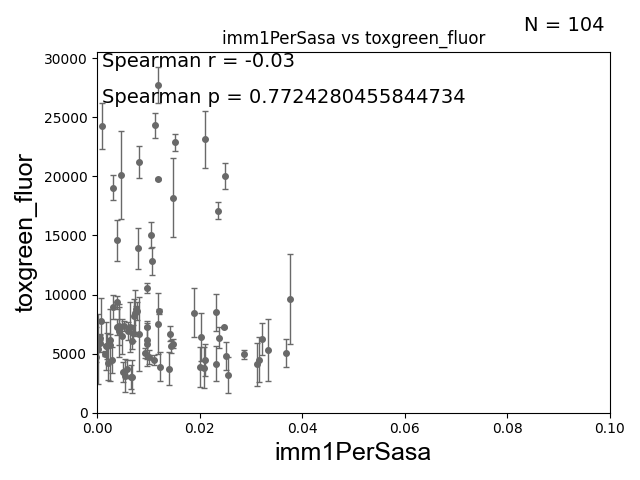 N = 104
imm1PerSasa vs toxgreen_fluor
Spearman r = -0.03
Spearman p = 0.7724280455844734
toxgreen_fluor
30000
25000
20000
15000
10000
5000
0
0.00 0.02 0.04 0.06 0.08 0.10
imm1PerSasa